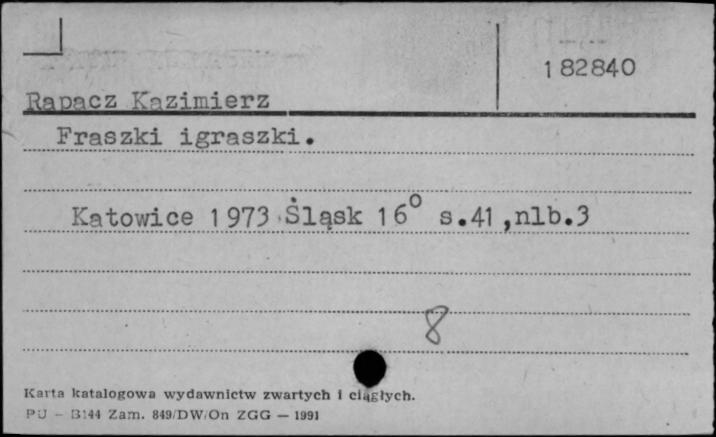 182840
Rapacz Kazimierz
Fraszki igraszki.
Katowice 1973 Śląsk 16° s.41,nlb.3
8
Karta katalogowa wydawnictw zwartych i ciągłych.
PU – B144 Zam. 849/DW/On ZGG — 1991